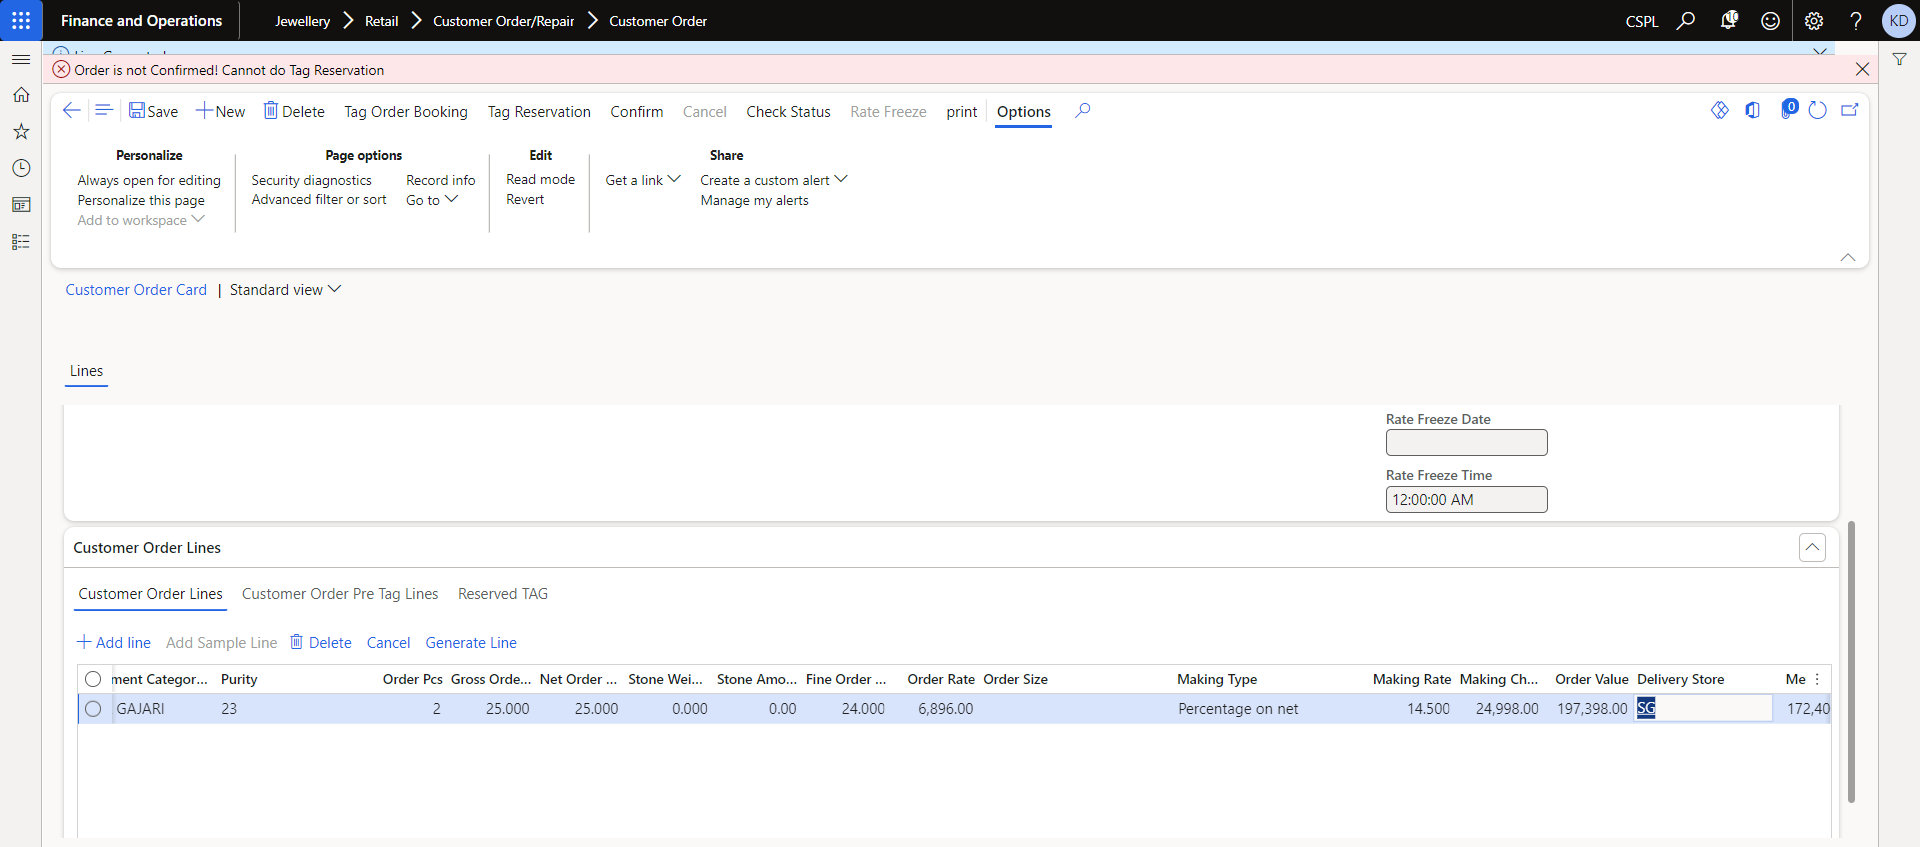 Finance and Operations
Jewellery Retail Customer Order/Repair Customer Order
CSPL
10
KD
Order is not Confirmed! Cannot do Tag Reservation
Save New Delete Tag Order Booking Tag Reservation Confirm Cancel Check Status Rate Freeze print Options
0
Personalize
Always open for editing
Personalize this page
Add to workspace
Page options
Security diagnostics
Advanced filter or sort
Record info
Go to
Edit
Read mode
Revert
Share
Get a link
Create a custom alert
Manage my alerts
Customer Order Card | Standard view
Lines
Rate Freeze Date
Rate Freeze Time
12:00:00 AM
Customer Order Lines
Customer Order Lines Customer Order Pre Tag Lines Reserved TAG
Add line Add Sample Line Delete Cancel Generate Line
ment Categor... Purity Order Pcs Gross Orde... Net Order ... Stone Wei... Stone Amo... Fine Order ... Order Rate Order Size Making Type Making Rate Making Ch... Order Value Delivery Store Me
GAJARI 23 2 25.000 25.000 0.000 0.00 24.000 6,896.00 Percentage on net 14.500 24,998.00 197,398.00 SG 172,40